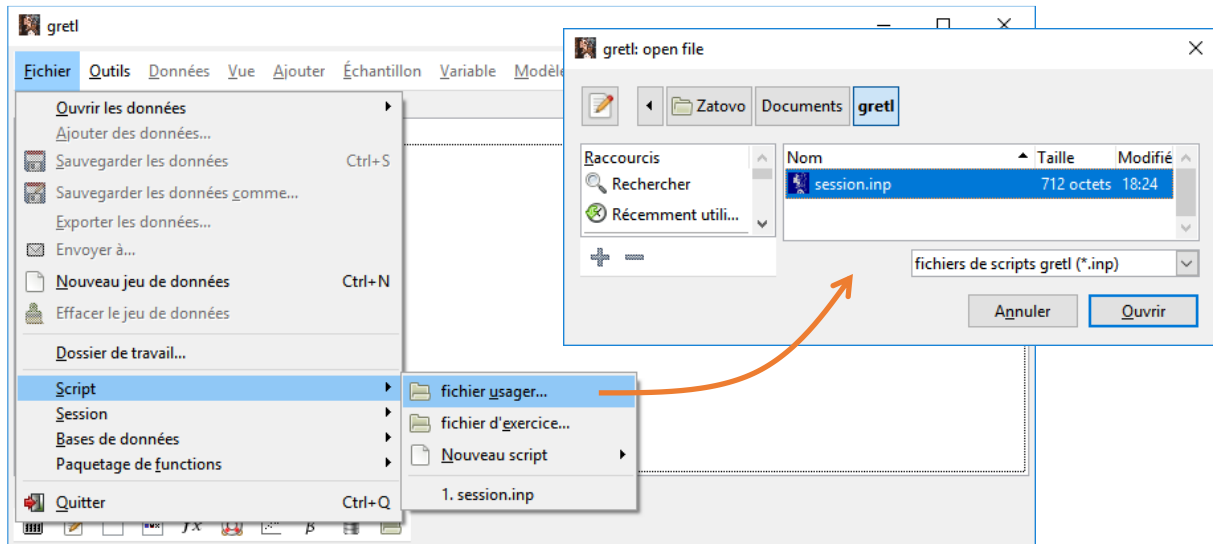 gretl
Fichier Outils Données Vue Ajouter Échantillon Variable Modèle
Ouvrir les données
Ajouter des données...
Sauvegarder les données Ctrl+S
Sauvegarder les données comme...
Exporter les données...
Envoyer à...
Nouveau jeu de données Ctrl+N
Effacer le jeu de données
Dossier de travail...
Script
Session
Bases de données
Paquetage de functions
Quitter Ctrl+Q
fichier usager...
fichier d'exercice...
Nouveau script
1. session.inp
fx β
gretl: open file
Zatovo Documents gretl
Raccourcis
Rechercher
Récemment utili...
Nom Taille Modifié
session.inp 712 octets 18:24
fichiers de scripts gretl (*.inp)
Annuler Ouvrir